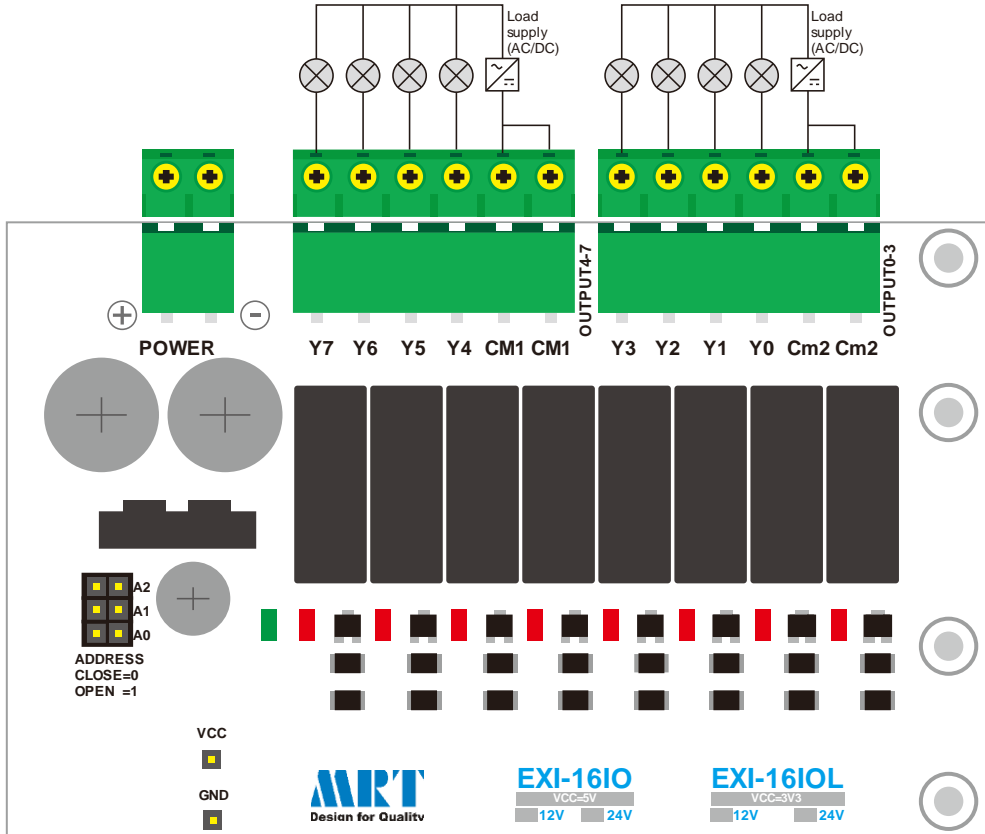 Load
supply
(AC/DC)
Load
supply
(AC/DC)
OUTPUT4-7
OUTPUT0-3
+
-
POWER
Y7 Y6 Y5 Y4 CM1 CM1
Y3 Y2 Y1 Y0 Cm2 Cm2
A2
A1
A0
ADDRESS
CLOSE=0
OPEN =1
VCC
GND
MRT
Design for Quality
EXI-16IO
VCC=5V
12V 24V
EXI-16IOL
VCC=3V3
12V 24V